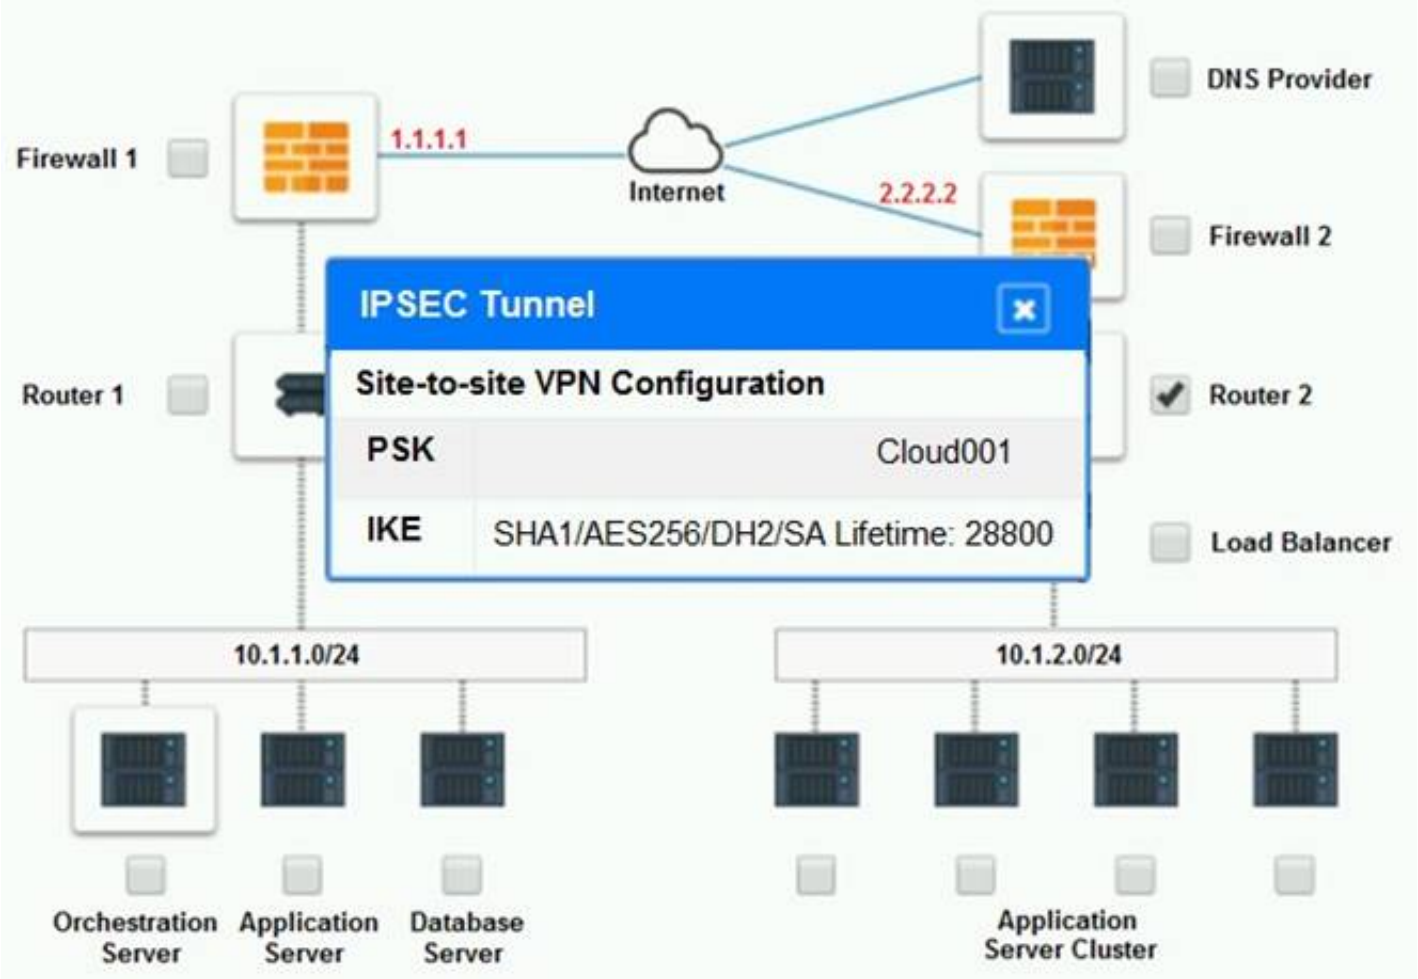 DNS Provider
Firewall 1
1.1.1.1
Internet
2.2.2.2
Firewall 2
IPSEC Tunnel
Site-to-site VPN Configuration
PSK Cloud001
IKE SHA1/AES256/DH2/SA Lifetime: 28800
Router 1
Router 2
Load Balancer
10.1.1.0/24
10.1.2.0/24
Orchestration
Server
Application
Server
Database
Server
Application
Server Cluster